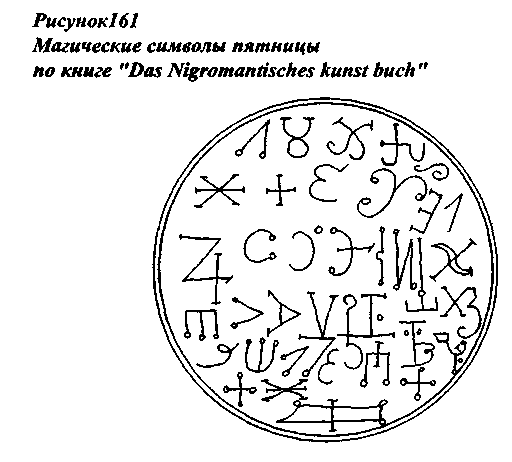 Рисунок161
Магические символы пятницы
по книге "Das Nigromantisches kunst buch"